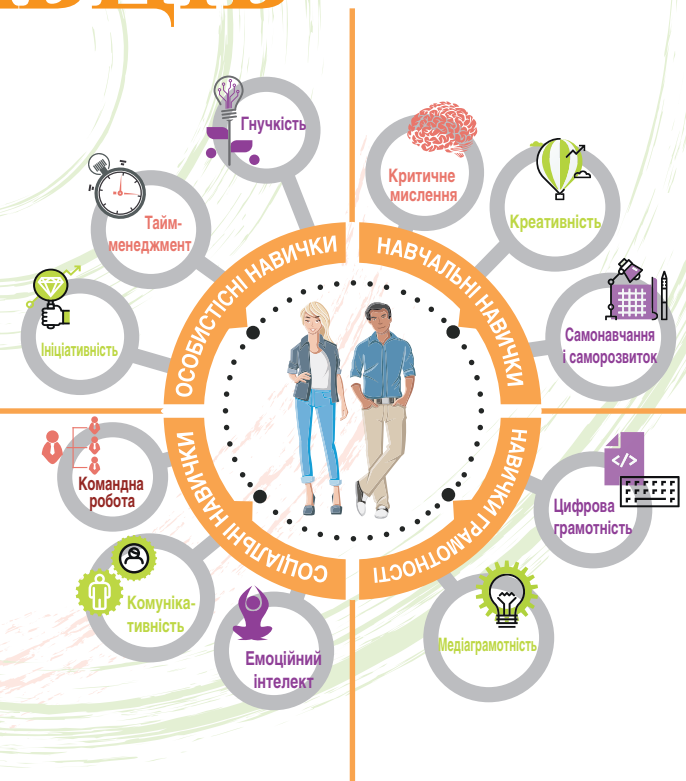 Гнучкість
Тайм-
менеджмент
Ініціативність
ОСОБИСТІСНІ НАВИЧКИ
Критичне
мислення
Креативність
Самонавчання
і саморозвиток
НАВЧАЛЬНІ НАВИЧКИ
Командна
робота
Комуніка-
тивність
Емоційний
інтелект
СОЦІАЛЬНІ НАВИЧКИ
</>
Цифрова
грамотність
Медіаграмотність
НАВИЧКИ ГРАМОТНОСТІ